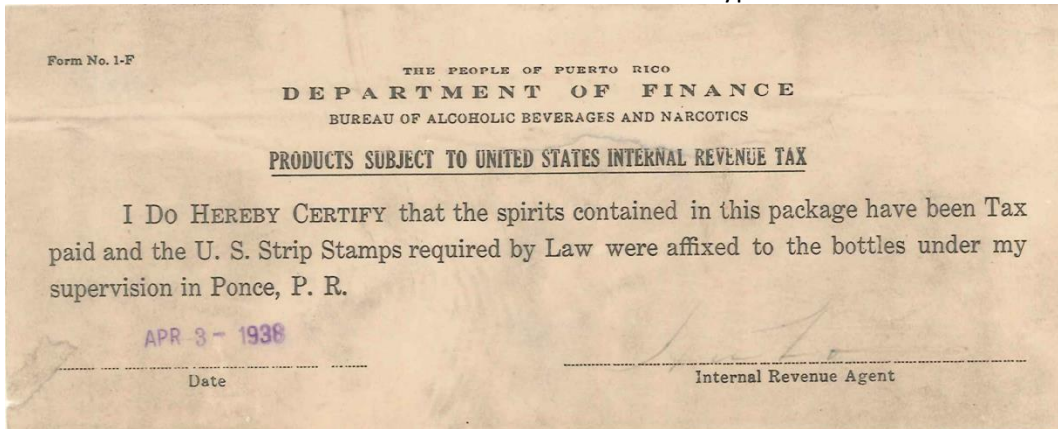 Form No. 1-F
THE PEOPLE OF PUERTO RICO
DEPARTMENT OF FINANCE
BUREAU OF ALCOHOLIC BEVERAGES AND NARCOTICS
PRODUCTS SUBJECT TO UNITED STATES INTERNAL REVENUE TAX
I DO HEREBY CERTIFY that the spirits contained in this package have been Tax
paid and the U. S. Strip Stamps required by Law were affixed to the bottles under my
supervision in Ponce, P. R.
APR 3 - 1938
Date
Internal Revenue Agent